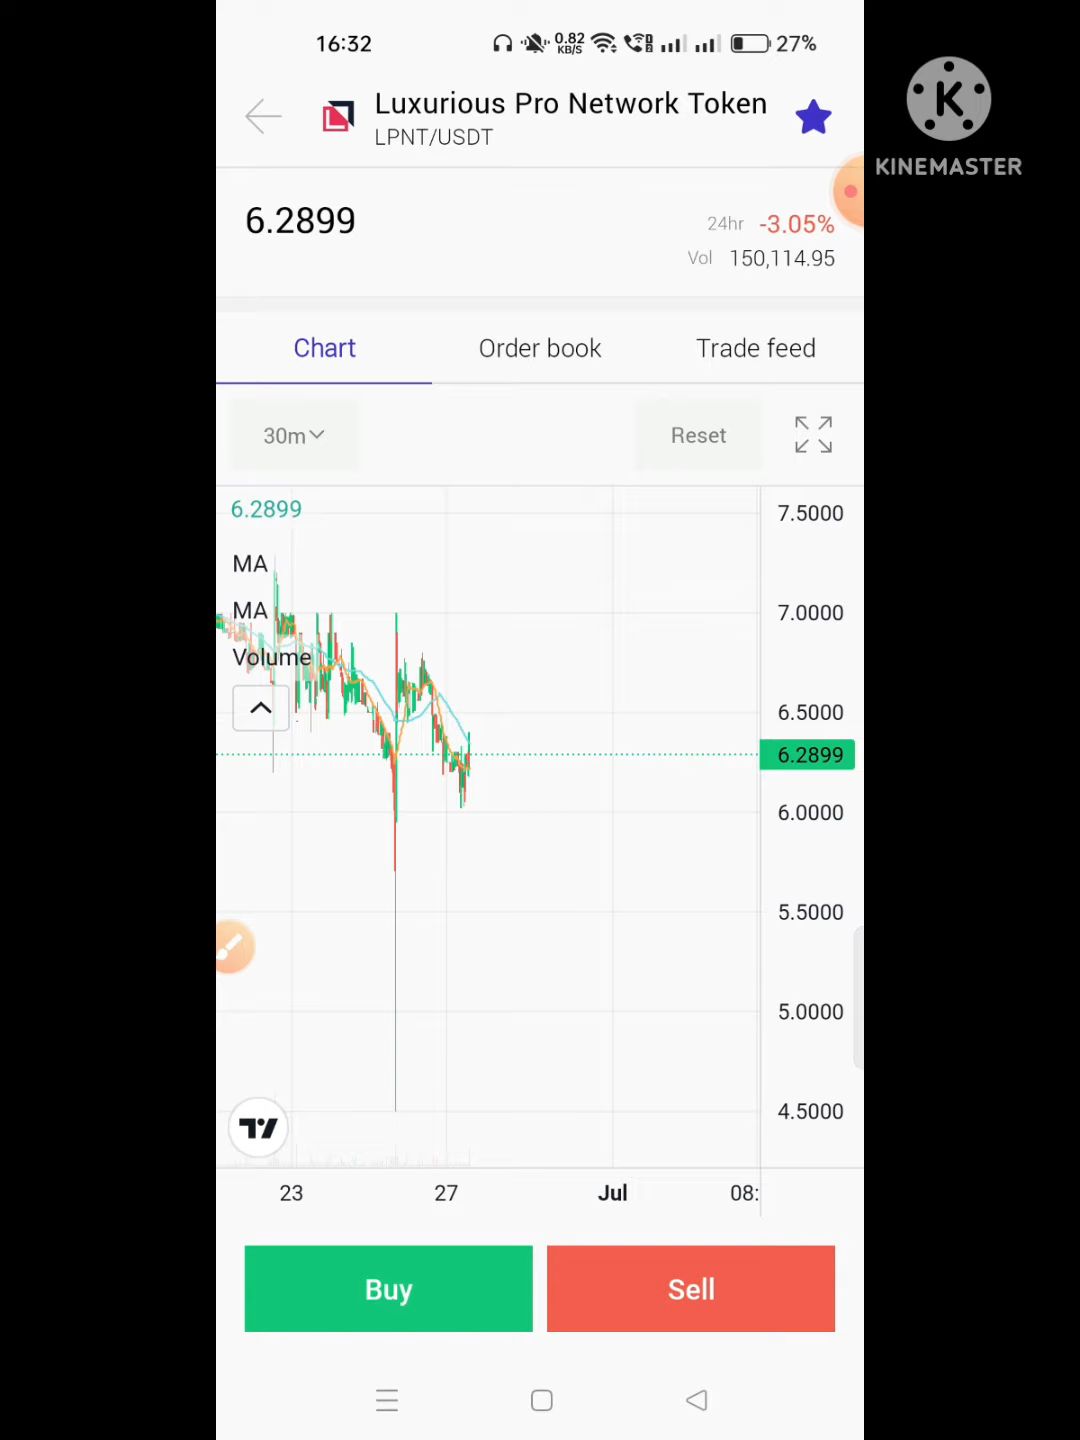 16:32
0.82
KB/S
27%
Luxurious Pro Network Token
LPNT/USDT
K
KINEMASTER
6.2899
24hr -3.05%
Vol 150,114.95
Chart
Order book
Trade feed
30m
Reset
6.2899
7.5000
MA
MA
7.0000
Volume
6.5000
6.2899
6.0000
5.5000
5.0000
4.5000
23
27
Jul
08:
Buy
Sell